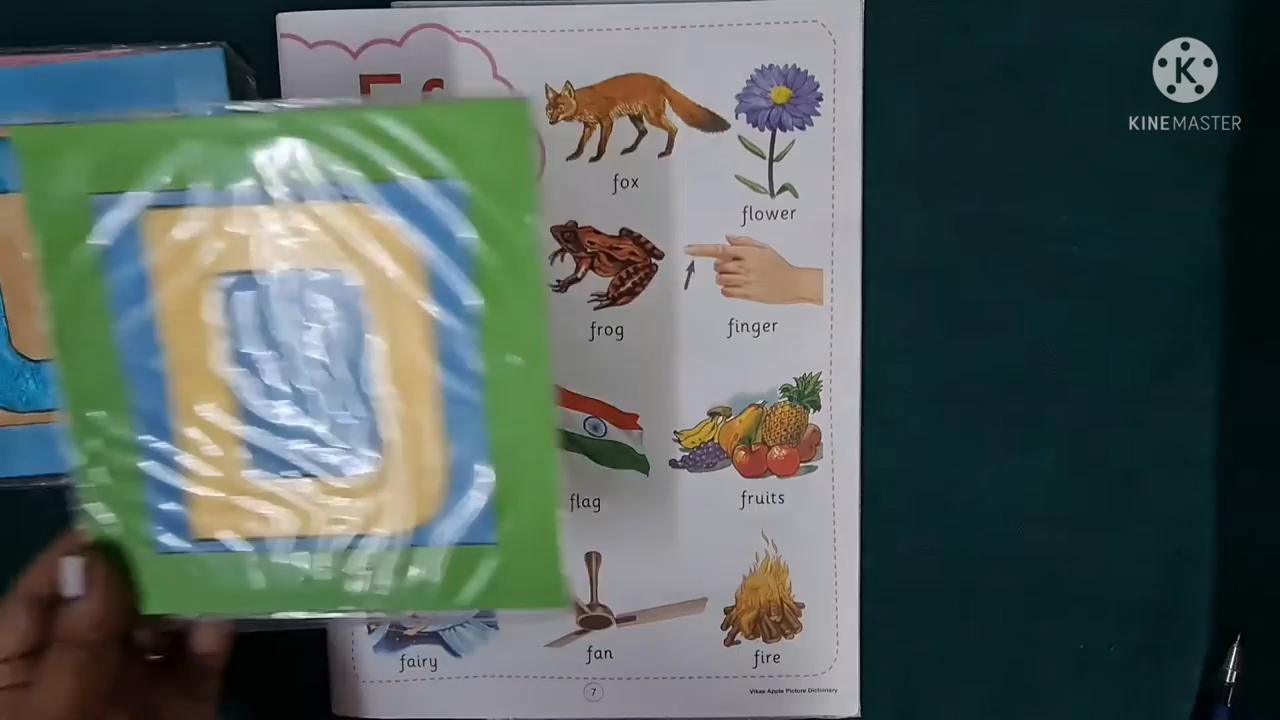 fox
flower
frog
finger
flag
fruits
fairy
fan
fire
7
Vikas Apple Picture Dictionary
KINEMASTER